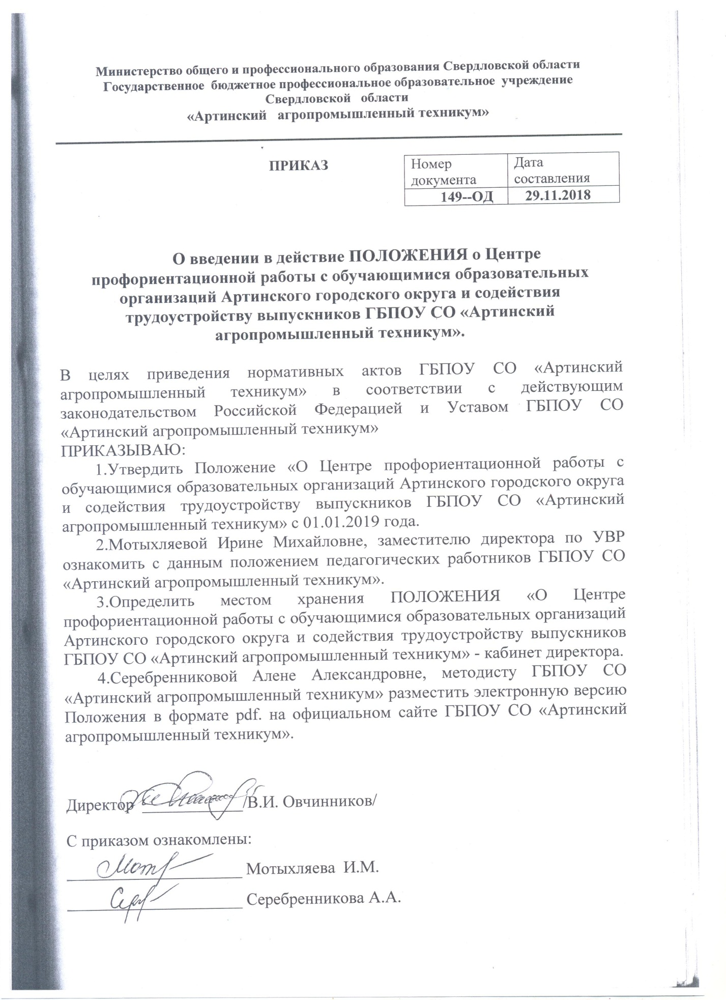 Министерство общего и профессионального образования Свердловской области
Государственное бюджетное профессиональное образовательное учреждение
Свердловской области
«Артинский агропромышленный техникум»
ПРИКАЗ
Номер документа
Дата составления
149--ОД
29.11.2018
О введении в действие ПОЛОЖЕНИЯ о Центре
профориентационной работы с обучающимися образовательных
организаций Артинского городского округа и содействия
трудоустройству выпускников ГБПОУ СО «Артинский
агропромышленный техникум».
В целях приведения нормативных актов ГБПОУ СО «Артинский
агропромышленный техникум» в соответствии с действующим
законодательством Российской Федерацией и Уставом ГБПОУ СО
«Артинский агропромышленный техникум»
ПРИКАЗЫВАЮ:
1.Утвердить Положение «О Центре профориентационной работы с
обучающимися образовательных организаций Артинского городского округа
и содействия трудоустройству выпускников ГБПОУ СО «Артинский
агропромышленный техникум» с 01.01.2019 года.
2.Мотыхляевой Ирине Михайловне, заместителю директора по УВР
ознакомить с данным положением педагогических работников ГБПОУ СО
«Артинский агропромышленный техникум».
3.Определить местом хранения ПОЛОЖЕНИЯ «О Центре
профориентационной работы с обучающимися образовательных организаций
Артинского городского округа и содействия трудоустройству выпускников
ГБПОУ СО «Артинский агропромышленный техникум» - кабинет директора.
4.Серебренниковой Алене Александровне, методисту ГБПОУ СО
«Артинский агропромышленный техникум» разместить электронную версию
Положения в формате pdf. на официальном сайте ГБПОУ СО «Артинский
агропромышленный техникум».
Директор ____________/В.И. Овчинников/
С приказом ознакомлены:
_____________________ Мотыхляева И.М.
_____________________ Серебренникова А.А.